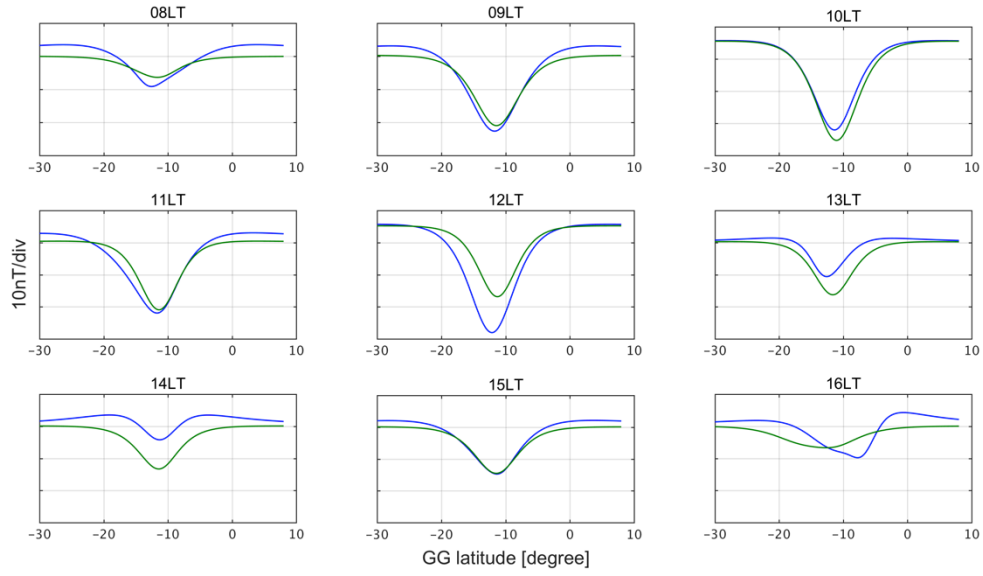 08LT 09LT 10LT
−30 −20 −10 0 10 −30 −20 −10 0 10 −30 −20 −10 0 10
11LT 12LT 13LT
10nT/div
−30 −20 −10 0 10 −30 −20 −10 0 10 −30 −20 −10 0 10
14LT 15LT 16LT
−30 −20 −10 0 10 −30 −20 −10 0 10 −30 −20 −10 0 10
GG latitude [degree]